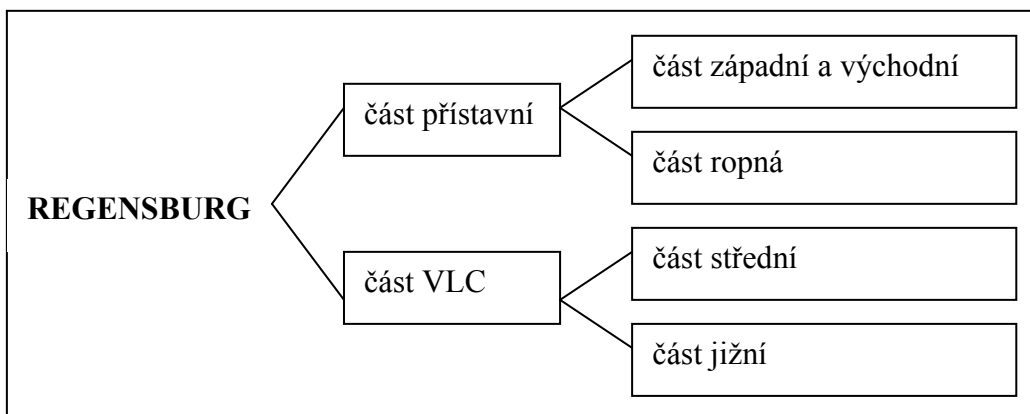 REGENSBURG
část přístavní
část západní a východní
část ropná
část VLC
část střední
část jižní